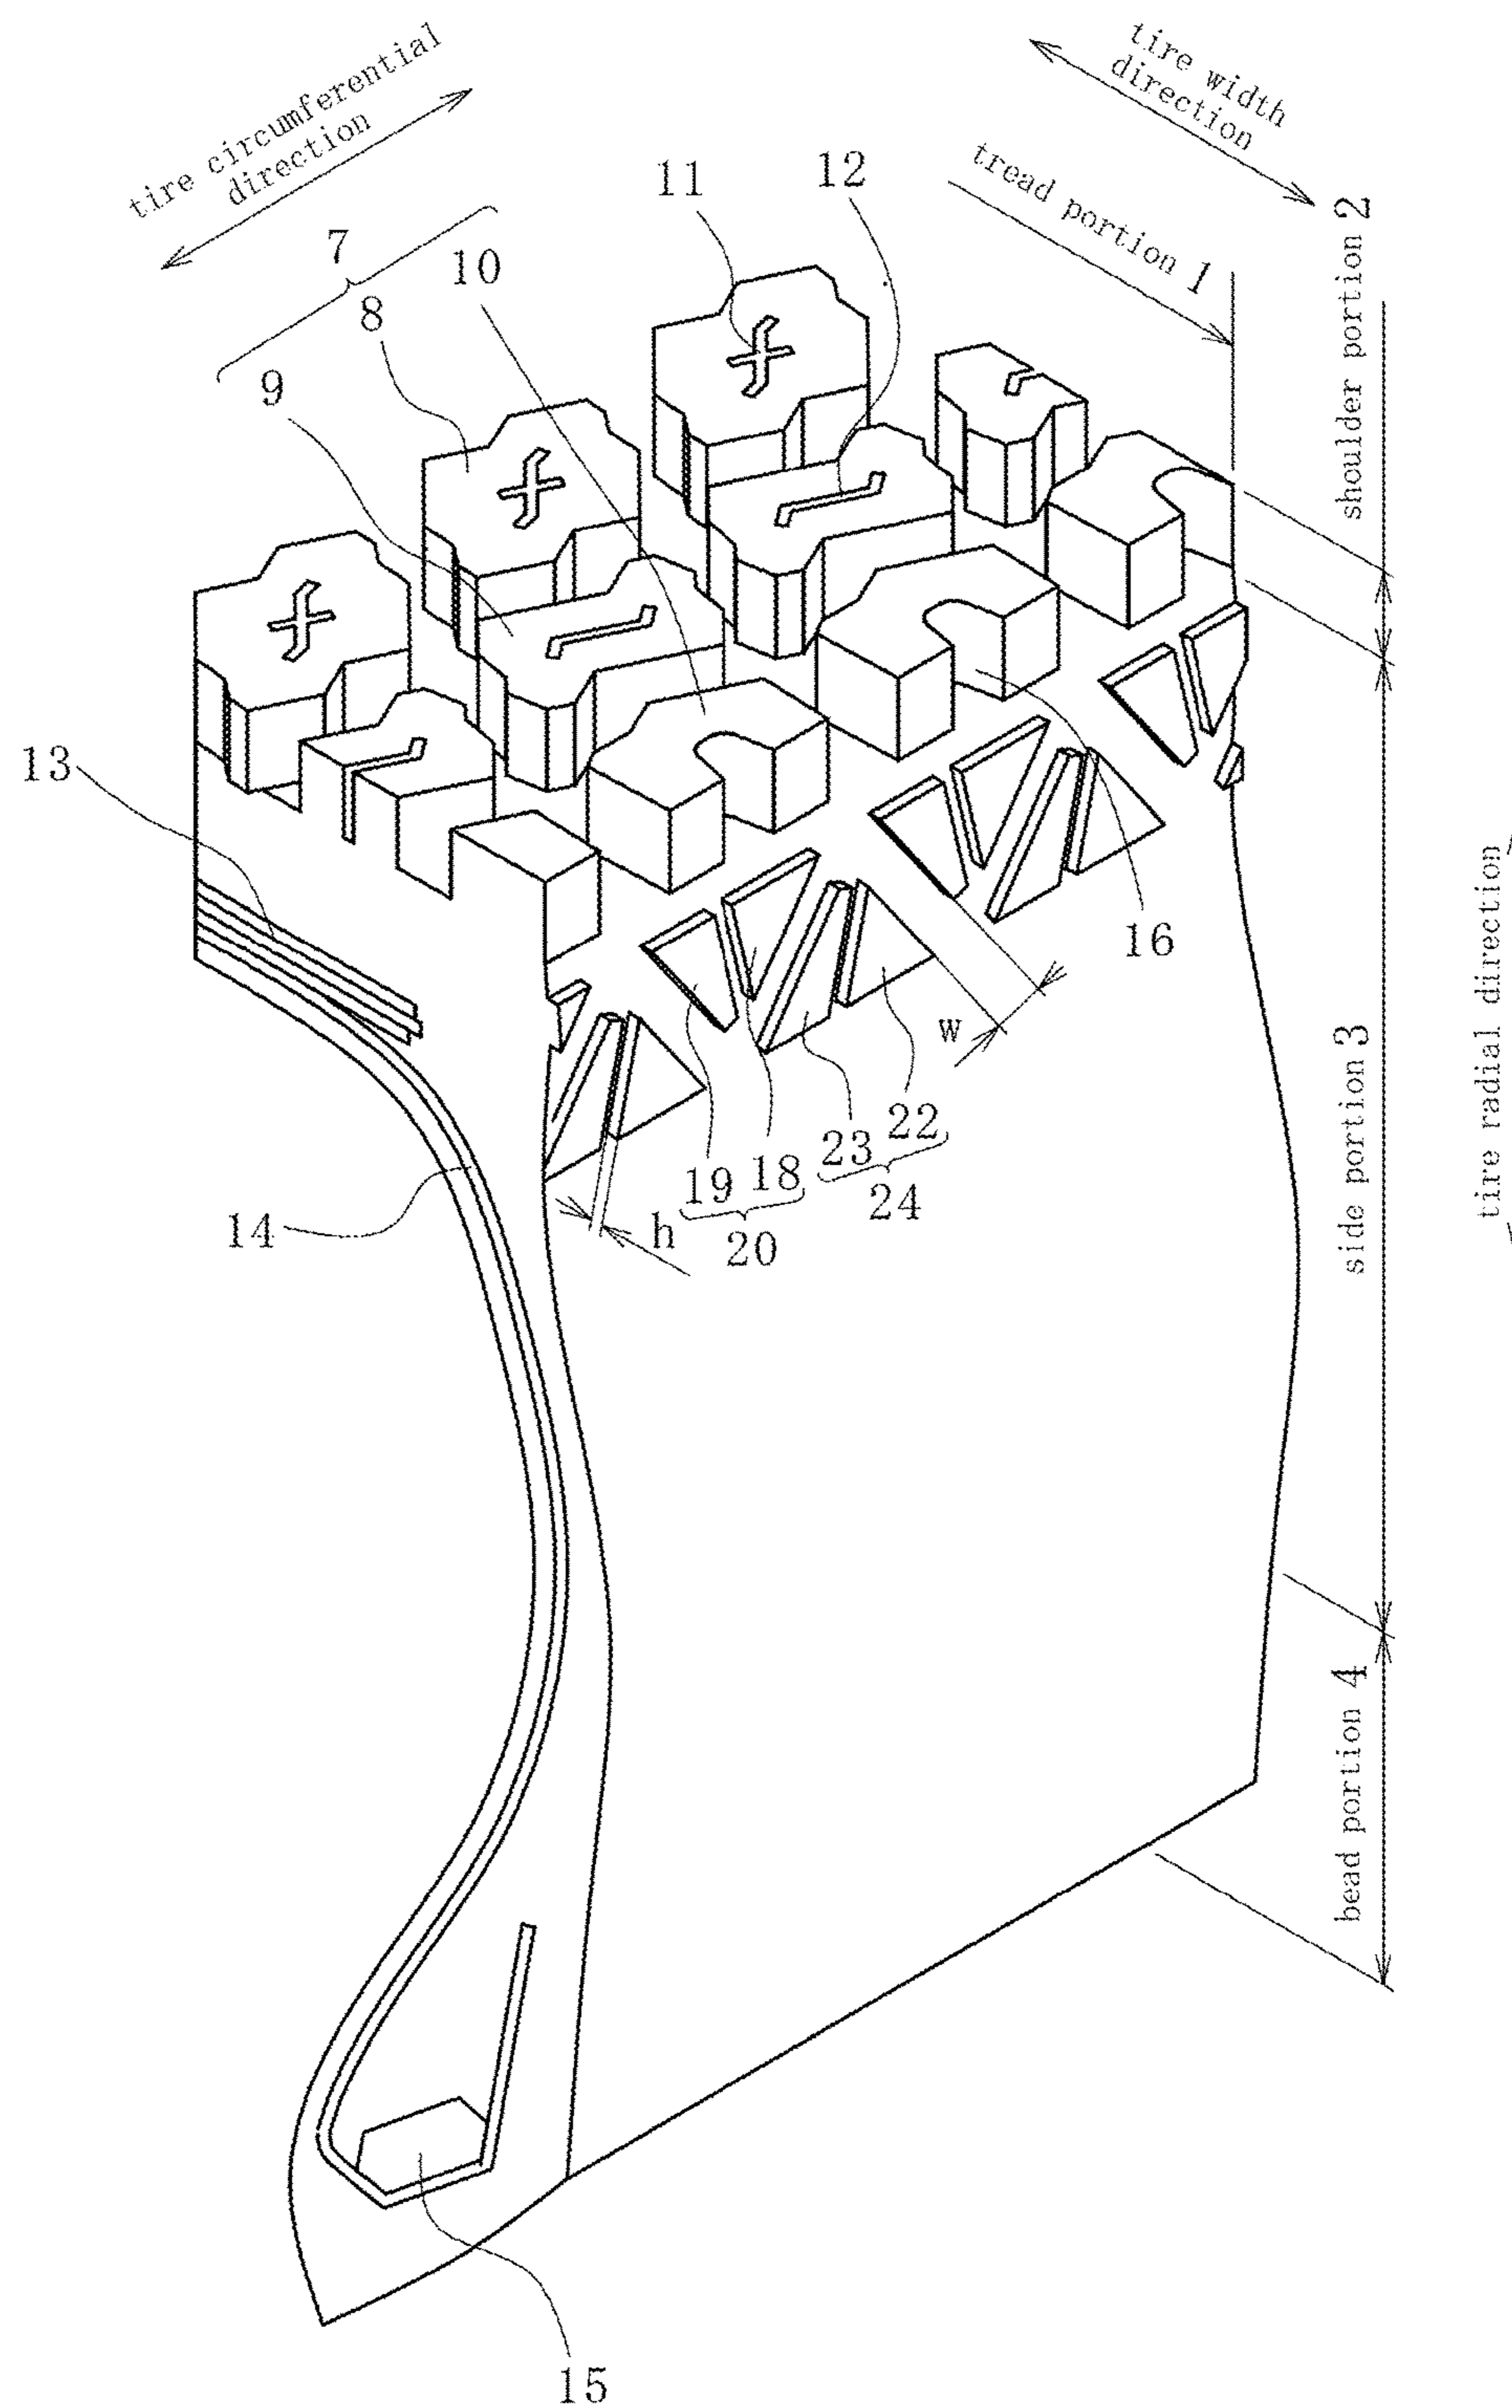 tire circumferential
direction
tire width
direction
tread portion 1
shoulder portion 2
side portion 3
tire radial direction
bead portion 4
7
8
9
10
11
12
13
14
15
16
w
h
19 18
20
23 22
24